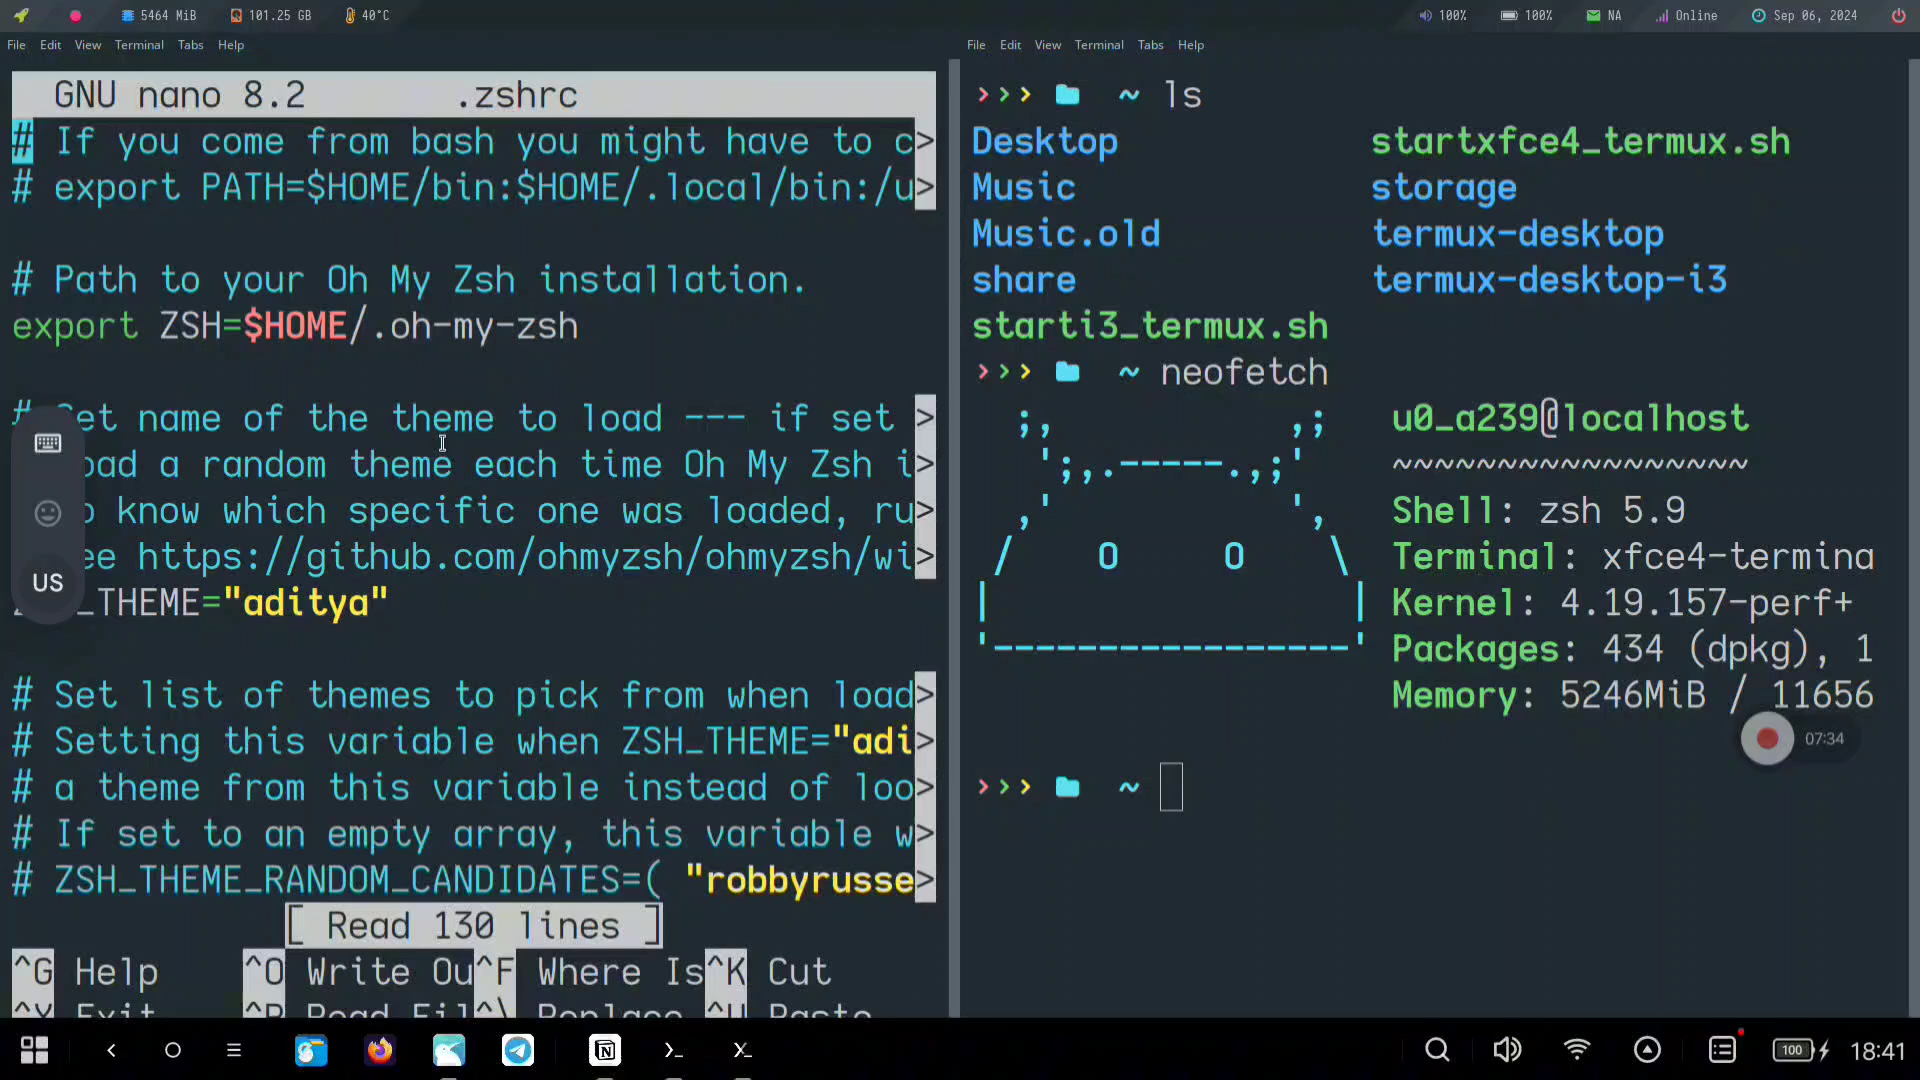 5464 MiB 101.25 GB 40°C 100% 100% NA Online Sep 06, 2024
File Edit View Terminal Tabs Help
GNU nano 8.2 .zshrc
# If you come from bash you might have to c>
# export PATH=$HOME/bin:$HOME/.local/bin:/u>
# Path to your Oh My Zsh installation.
export ZSH=$HOME/.oh-my-zsh
# Set name of the theme to load --- if set >
oad a random theme each time Oh My Zsh i>
o know which specific one was loaded, ru>
ee https://github.com/ohmyzsh/ohmyzsh/wi>
_THEME="aditya"
# Set list of themes to pick from when load>
# Setting this variable when ZSH_THEME="adi>
# a theme from this variable instead of loo>
# If set to an empty array, this variable w>
# ZSH_THEME_RANDOM_CANDIDATES=( "robbyrusse>
[ Read 130 lines ]
^G Help ^O Write Ou^F Where Is^K Cut
^X Exit ^R Read Fil^\ Replace ^U Paste
US
File Edit View Terminal Tabs Help
››› ~ ls
Desktop startxfce4_termux.sh
Music storage
Music.old termux-desktop
share termux-desktop-i3
starti3_termux.sh
››› ~ neofetch
;, ,; u0_a239@localhost
';,.-----.,;' ~~~~~~~~~~~~~~~~~
,' ', Shell: zsh 5.9
/ O O \ Terminal: xfce4-termina
| | Kernel: 4.19.157-perf+
'-----------------' Packages: 434 (dpkg), 1
Memory: 5246MiB / 11656
07:34
››› ~
100 18:41